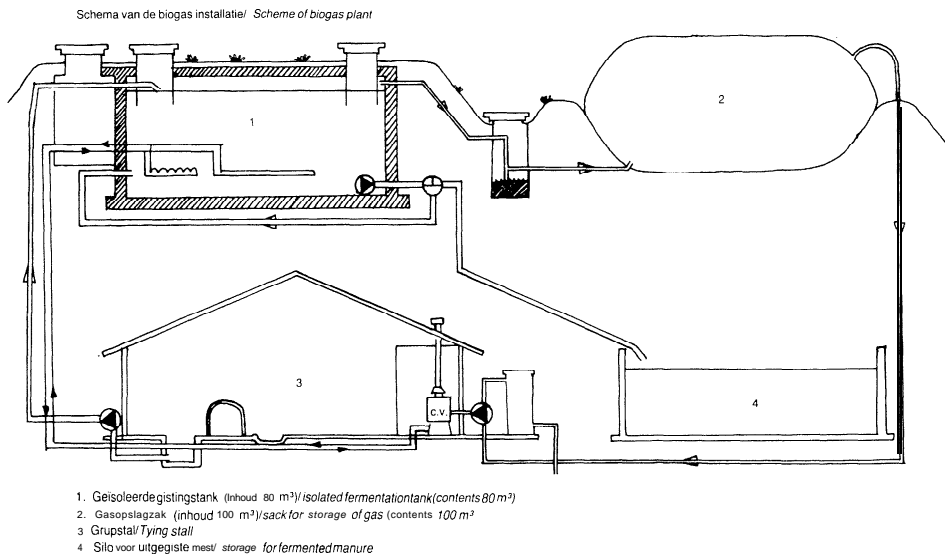 Schema van de biogas installatie/ Scheme of biogas plant
1
2
3
C.V.
4
1. Geisoleerde gistingstank (Inhoud 80 m³)/isolated fermentationtank (contents 80 m³)
2. Gasopslagzak (inhoud 100 m³)/sack for storage of gas (contents 100 m³
3 Grupstal/Tying stall
4 Silo voor uitgegiste mest/ storage for fermented manure